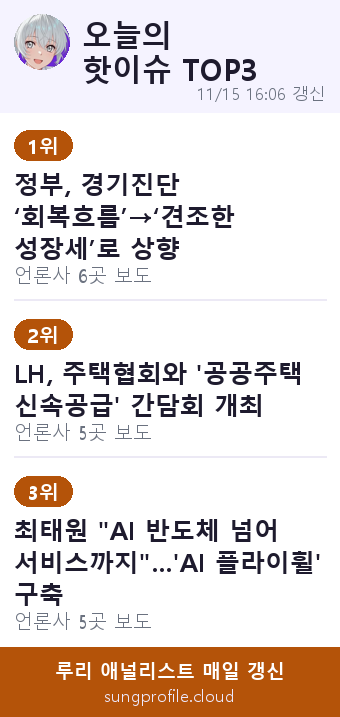 오늘의
핫이슈 TOP3
11/15 16:06 갱신
1위
정부, 경기진단
‘회복흐름’→‘견조한
성장세’로 상향
언론사 6곳 보도
2위
LH, 주택협회와 '공공주택
신속공급' 간담회 개최
언론사 5곳 보도
3위
최태원 "AI 반도체 넘어
서비스까지"…'AI 플라이휠'
구축
언론사 5곳 보도
루리 애널리스트 매일 갱신
sungprofile.cloud